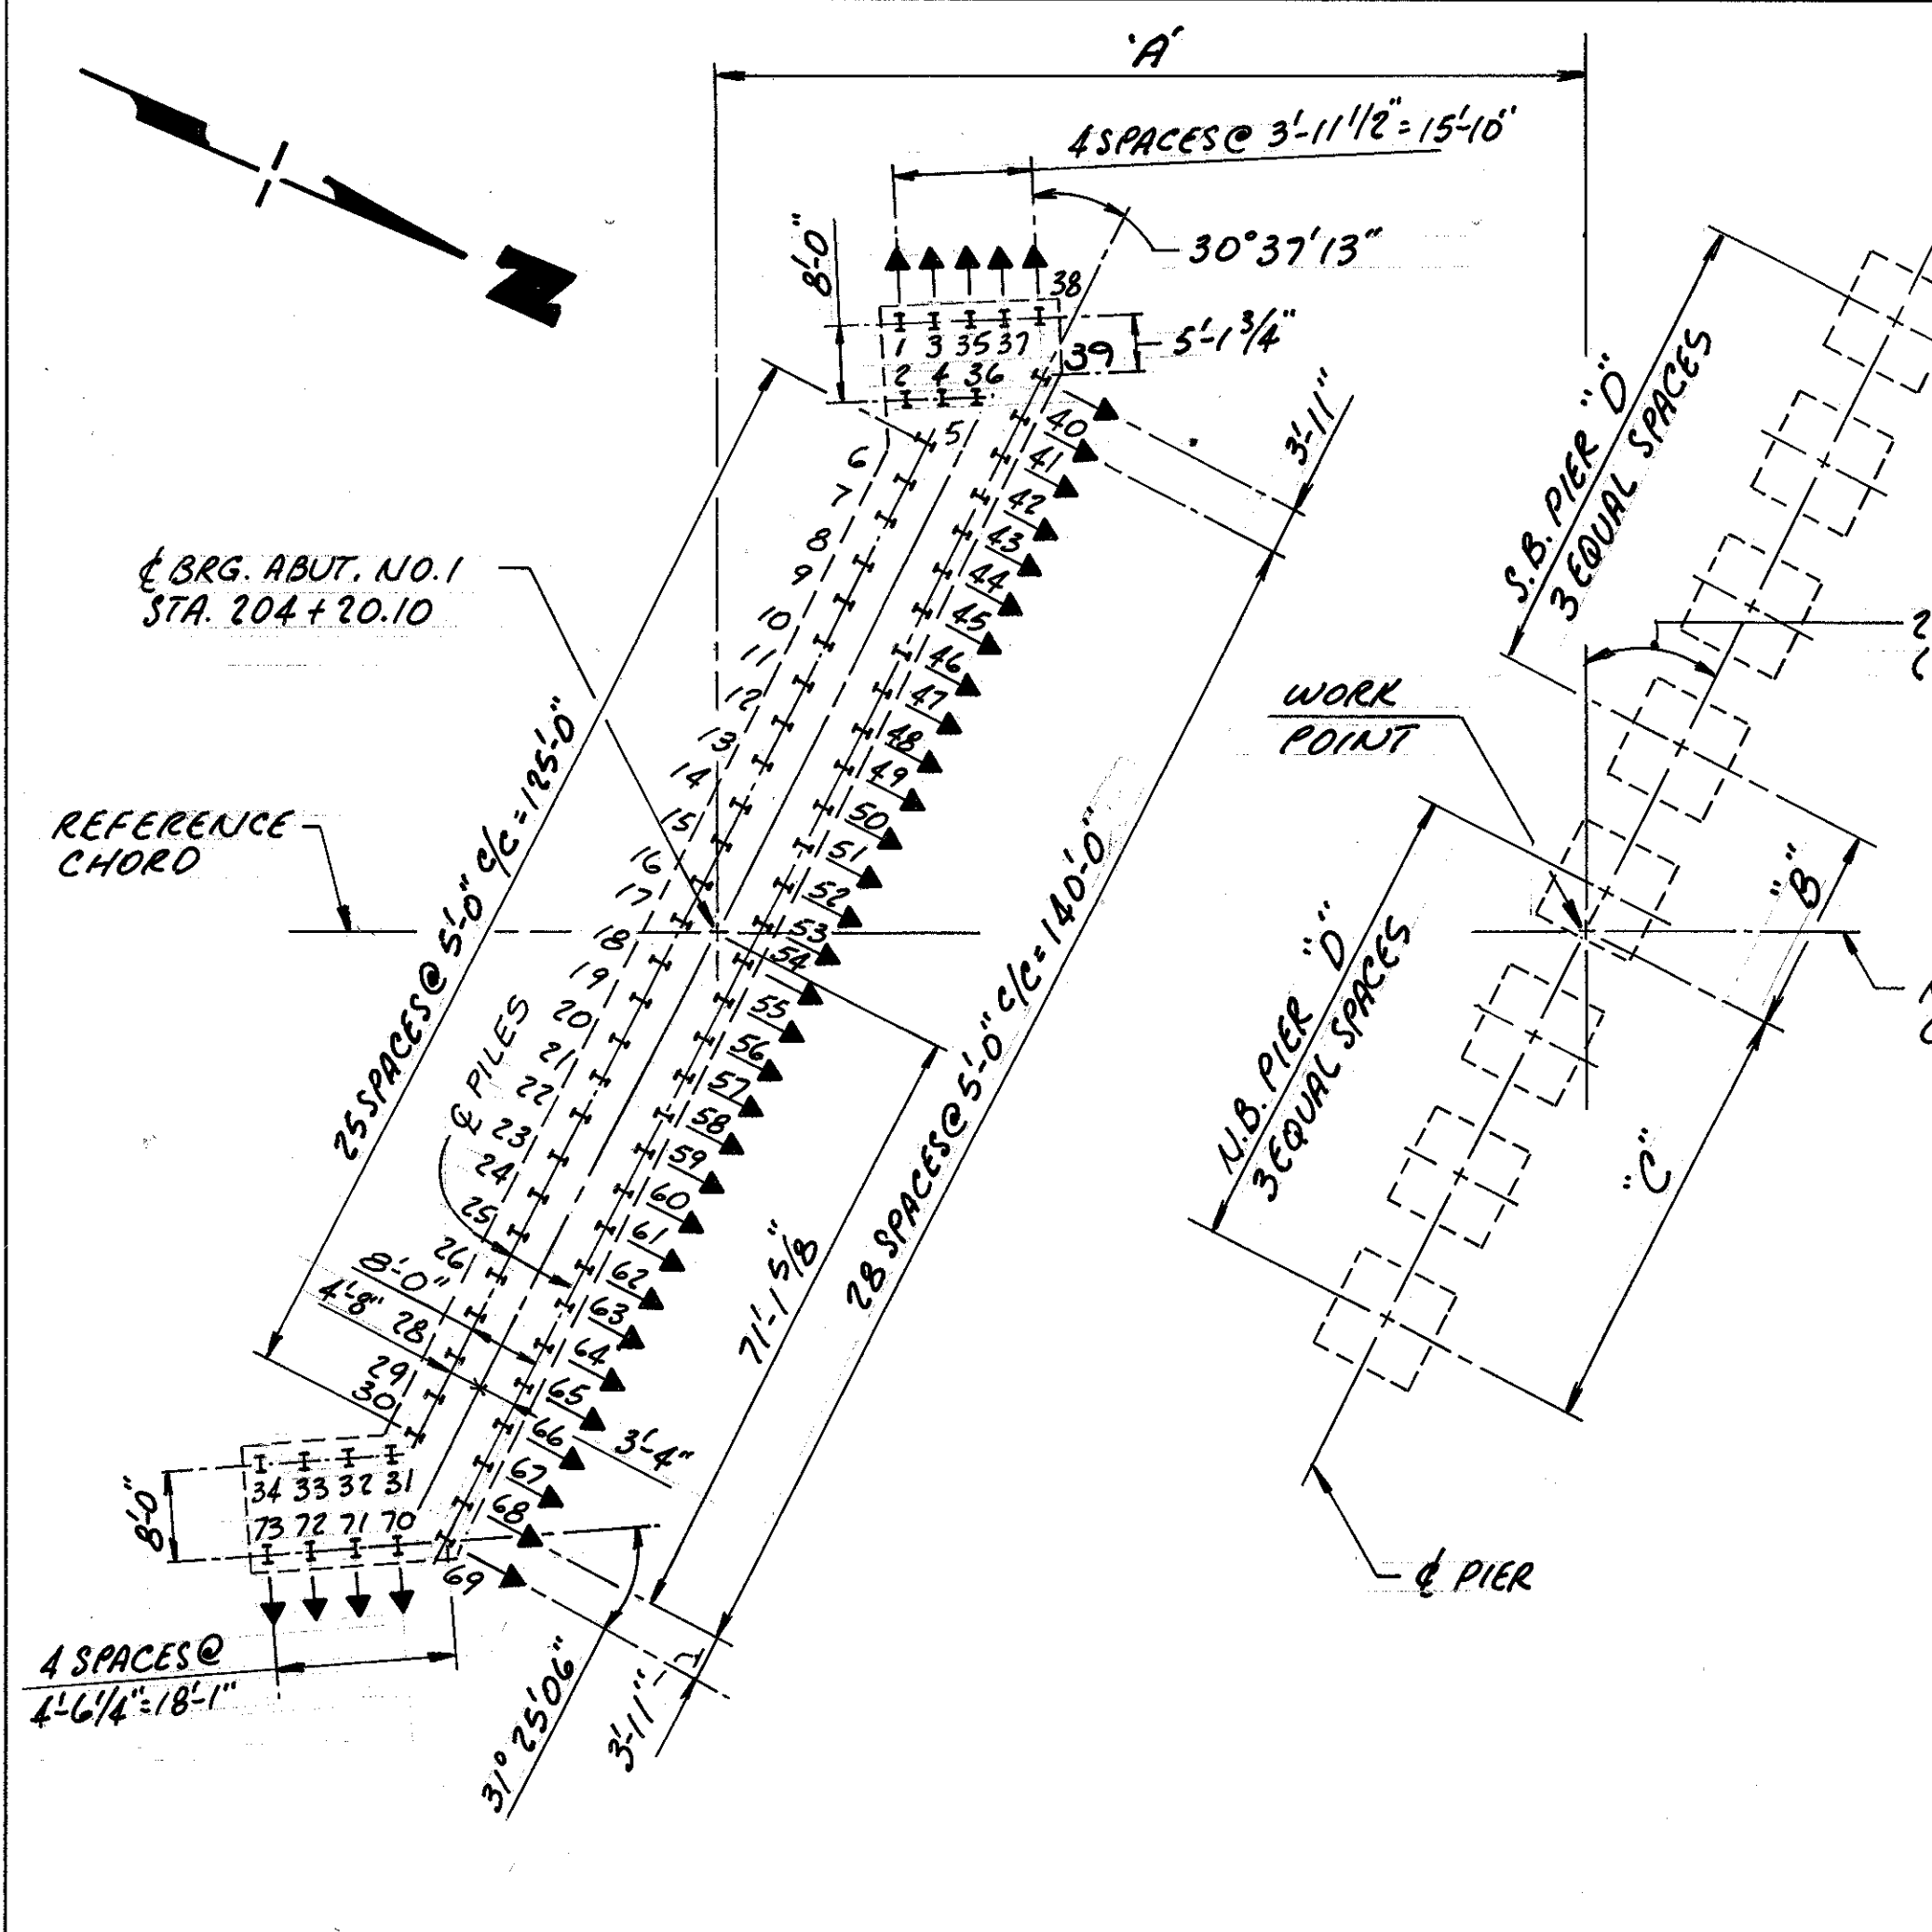 'A'
4 SPACES @ 3'-11 1/2" = 15'-10"
30°37'13"
8'-0"
38
1 3 35 37
39
5'-1 3/4"
2 4 36
N
3'-11"
5
6
7
8
9
10
11
12
13
14
15
16
17
18
19
20
21
22
23
24
25
26
28
29
30
40
41
42
43
44
45
46
47
48
49
50
51
52
53
54
55
56
57
58
59
60
61
62
63
64
65
66
67
68
69
₵ BRG. ABUT. NO. 1
STA. 204 + 20.10
REFERENCE
CHORD
25 SPACES @ 5'-0" c/c = 125'-0"
₵ PILES
8'-0"
4'-8"
3'-4"
71'-1 5/8
28 SPACES @ 5'-0" c/c = 140'-0"
34 33 32 31
73 72 71 70
8'-0"
4 SPACES @
4'-6 1/4" = 18'-1"
31° 25'06"
3'-11"
S.B. PIER "D"
3 EQUAL SPACES
2
(
WORK
POINT
N.B. PIER "D"
3 EQUAL SPACES
"B"
"C"
₵ PIER